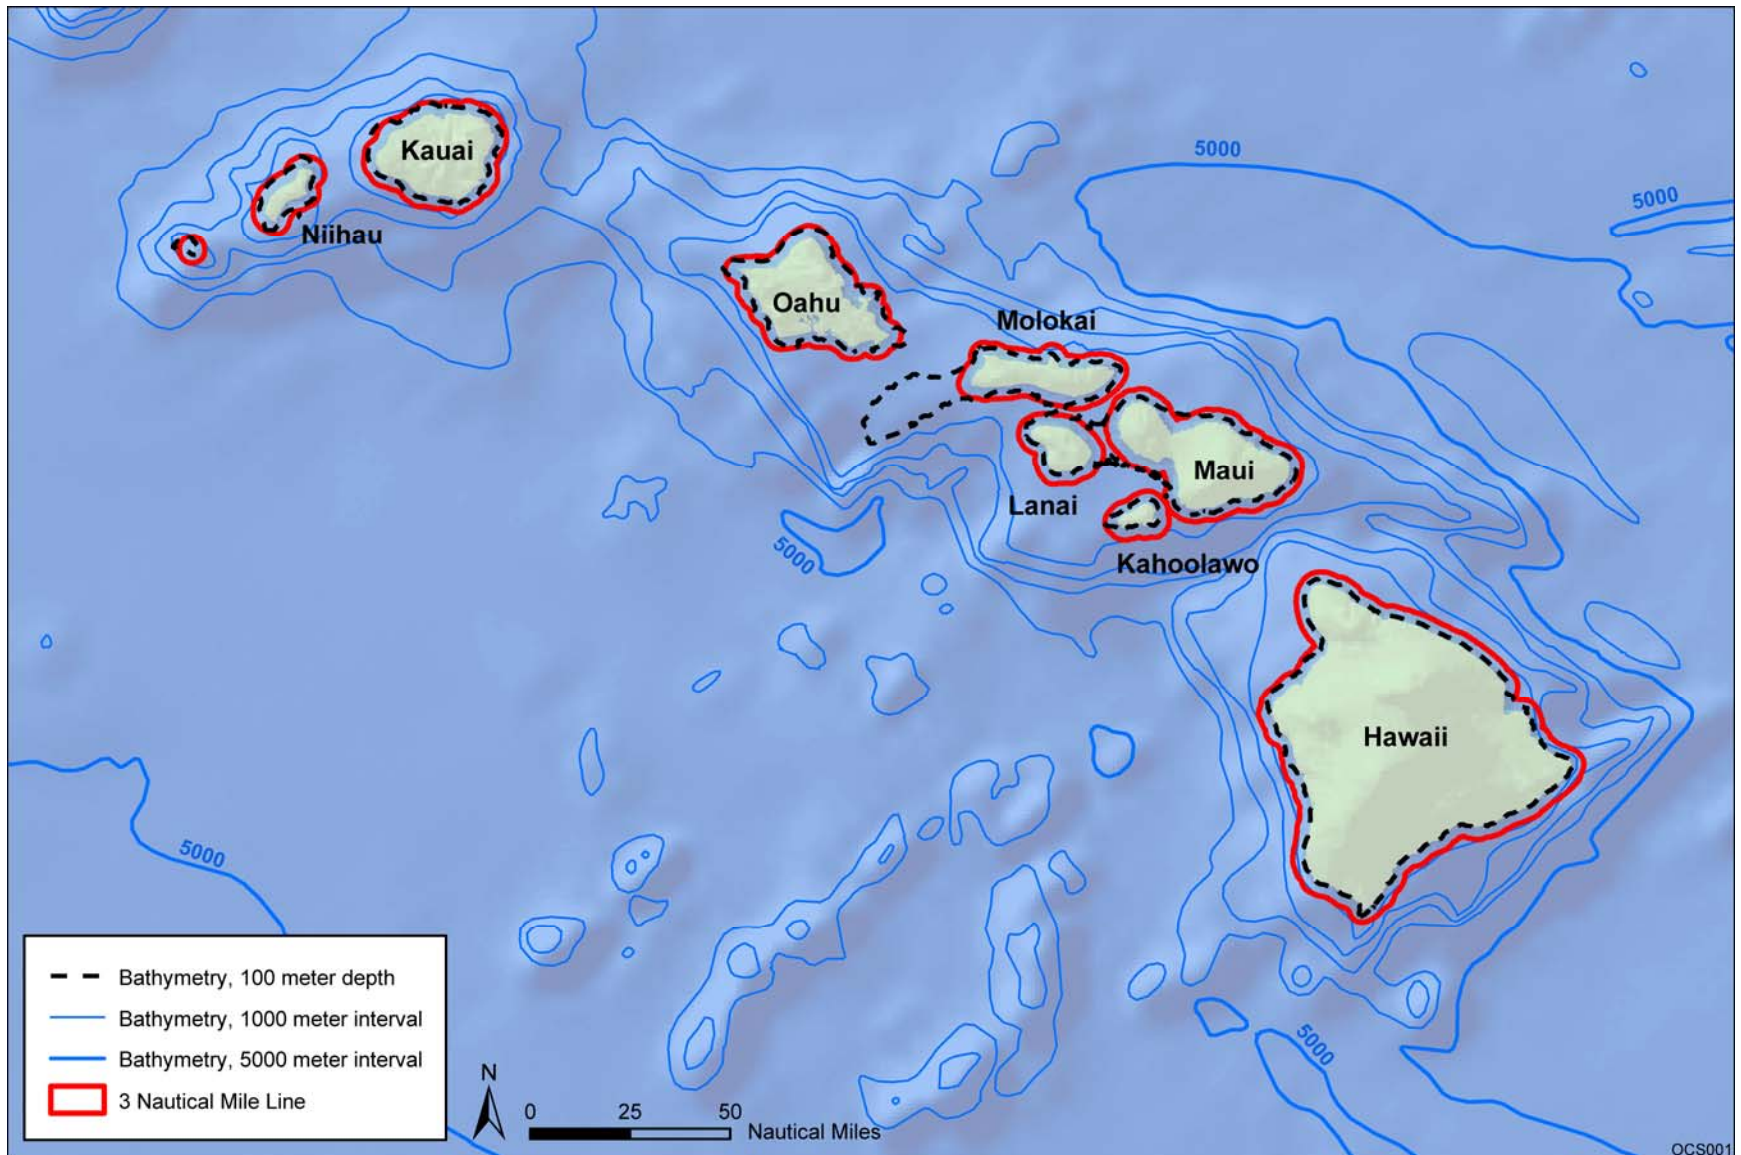 5000
Kauai
5000
Niihau
Oahu
Molokai
Maui
Lanai
5000
Kahoolawo
Hawaii
5000
5000
Bathymetry, 100 meter depth
Bathymetry, 1000 meter interval
Bathymetry, 5000 meter interval
3 Nautical Mile Line
N
0 25 50
Nautical Miles
OCS001